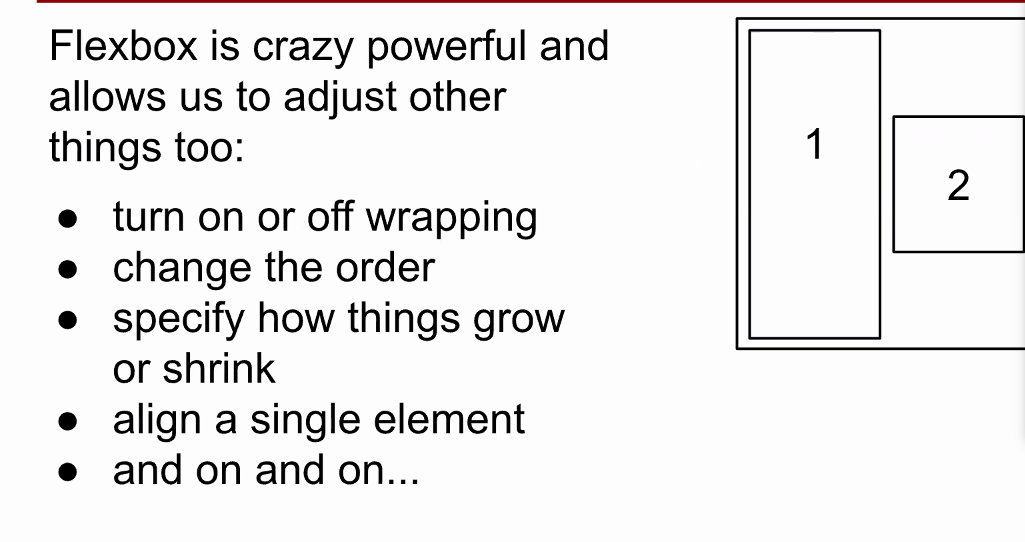 Flexbox is crazy powerful and
allows us to adjust other
things too:
● turn on or off wrapping
● change the order
● specify how things grow
or shrink
● align a single element
● and on and on...
1
2